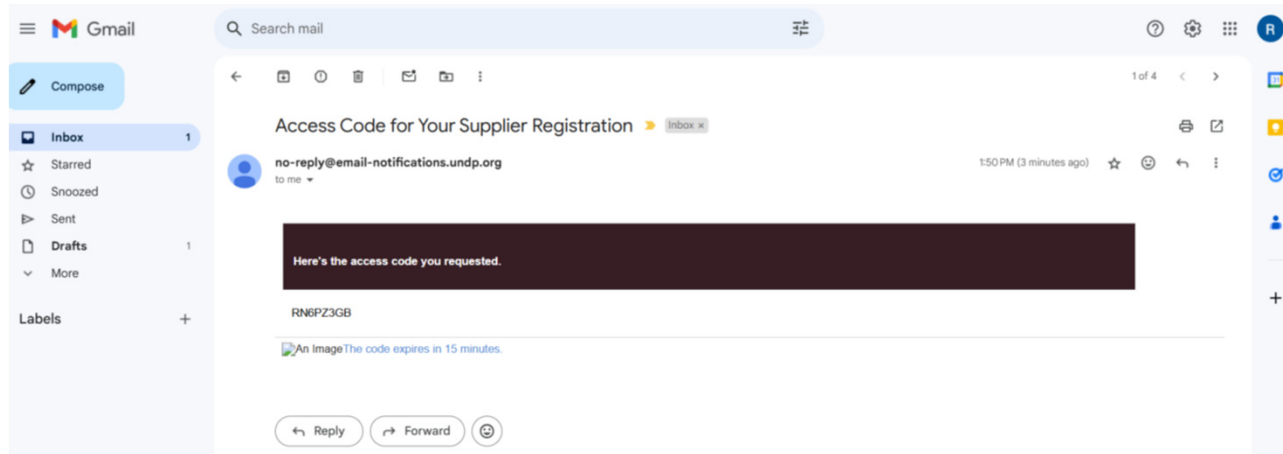 Gmail
Search mail
R
Compose
1 of 4
Inbox 1
Starred
Snoozed
Sent
Drafts 1
More
Labels
Access Code for Your Supplier Registration Inbox x
no-reply@email-notifications.undp.org 1:50 PM (3 minutes ago)
to me
Here's the access code you requested.
RN6PZ3GB
An ImageThe code expires in 15 minutes.
Reply Forward